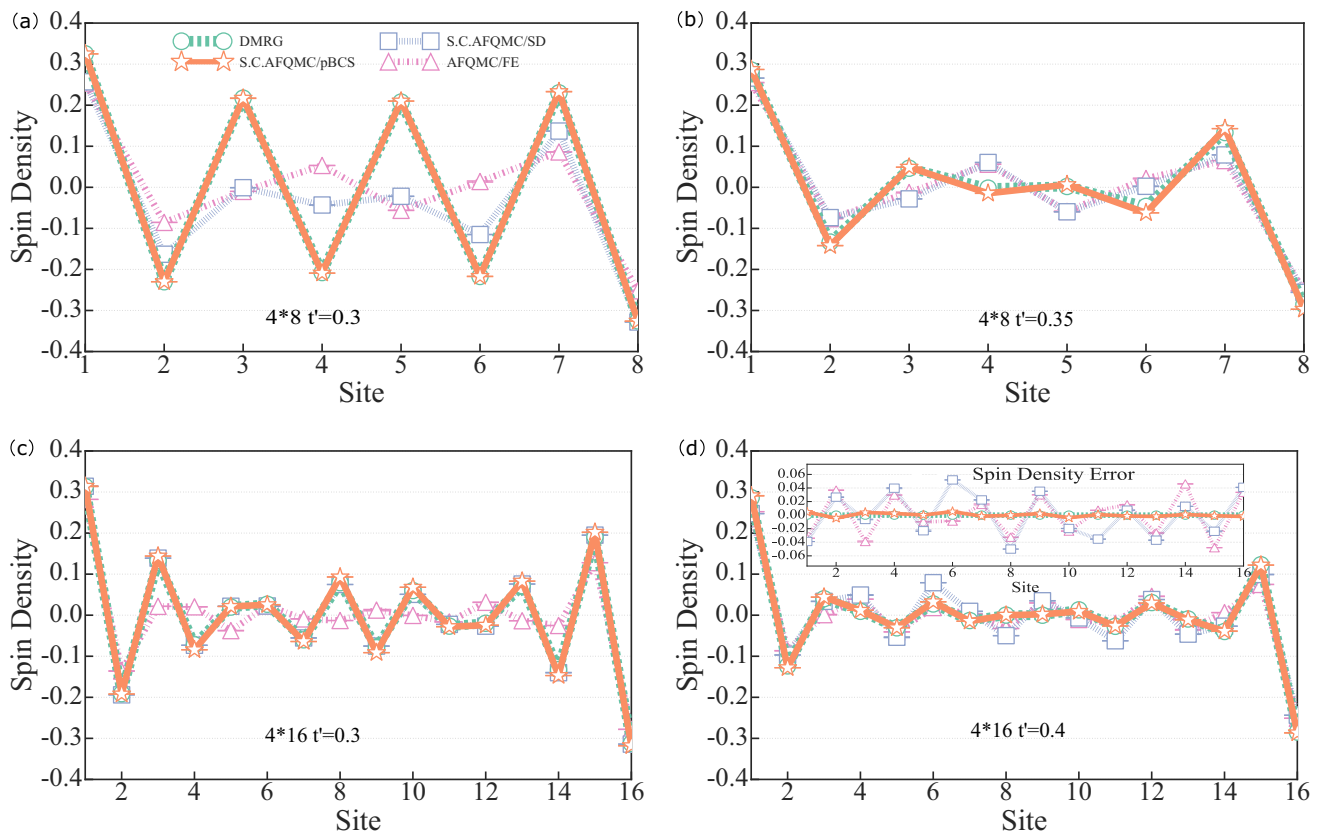 (a)
0.4
0.3
0.2
0.1
0.0
-0.1
-0.2
-0.3
-0.4
Spin Density
DMRG
S.C.AFQMC/SD
S.C.AFQMC/pBCS
AFQMC/FE
4*8 t'=0.3
1 2 3 4 5 6 7 8
Site
(b)
0.4
0.3
0.2
0.1
0.0
-0.1
-0.2
-0.3
-0.4
Spin Density
4*8 t'=0.35
1 2 3 4 5 6 7 8
Site
(c)
0.4
0.3
0.2
0.1
0.0
-0.1
-0.2
-0.3
-0.4
Spin Density
4*16 t'=0.3
2 4 6 8 10 12 14 16
Site
(d)
0.4
0.3
0.2
0.1
0.0
-0.1
-0.2
-0.3
-0.4
Spin Density
Spin Density Error
0.06
0.04
0.02
0.00
-0.02
-0.04
-0.06
2 4 6 8 10 12 14 16
Site
4*16 t'=0.4
2 4 6 8 10 12 14 16
Site